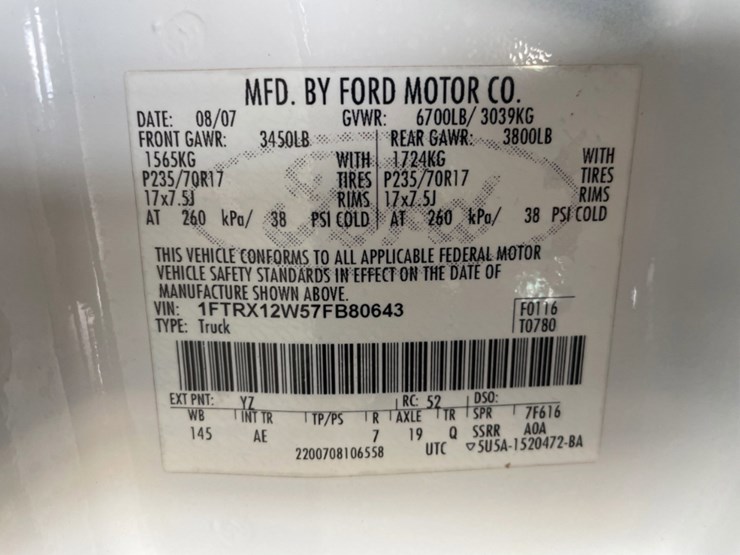 MFD. BY FORD MOTOR CO.
DATE: 08/07 GVWR: 6700LB/ 3039KG
FRONT GAWR: 3450LB REAR GAWR: 3800LB
1565KG WITH 1724KG WITH
P235/70R17 TIRES P235/70R17 TIRES
17x7.5J RIMS 17x7.5J RIMS
AT 260 kPa/ 38 PSI COLD AT 260 kPa/ 38 PSI COLD
THIS VEHICLE CONFORMS TO ALL APPLICABLE FEDERAL MOTOR
VEHICLE SAFETY STANDARDS IN EFFECT ON THE DATE OF
MANUFACTURE SHOWN ABOVE.
VIN: 1FTRX12W57FB80643 F0116
TYPE: Truck T0780
EXT PNT: YZ RC: 52 DSO:
WB INT TR TP/PS R AXLE TR SPR 7F616
145 AE 7 19 Q SSRR A0A
2200708106558 UTC ▽5U5A-1520472-BA